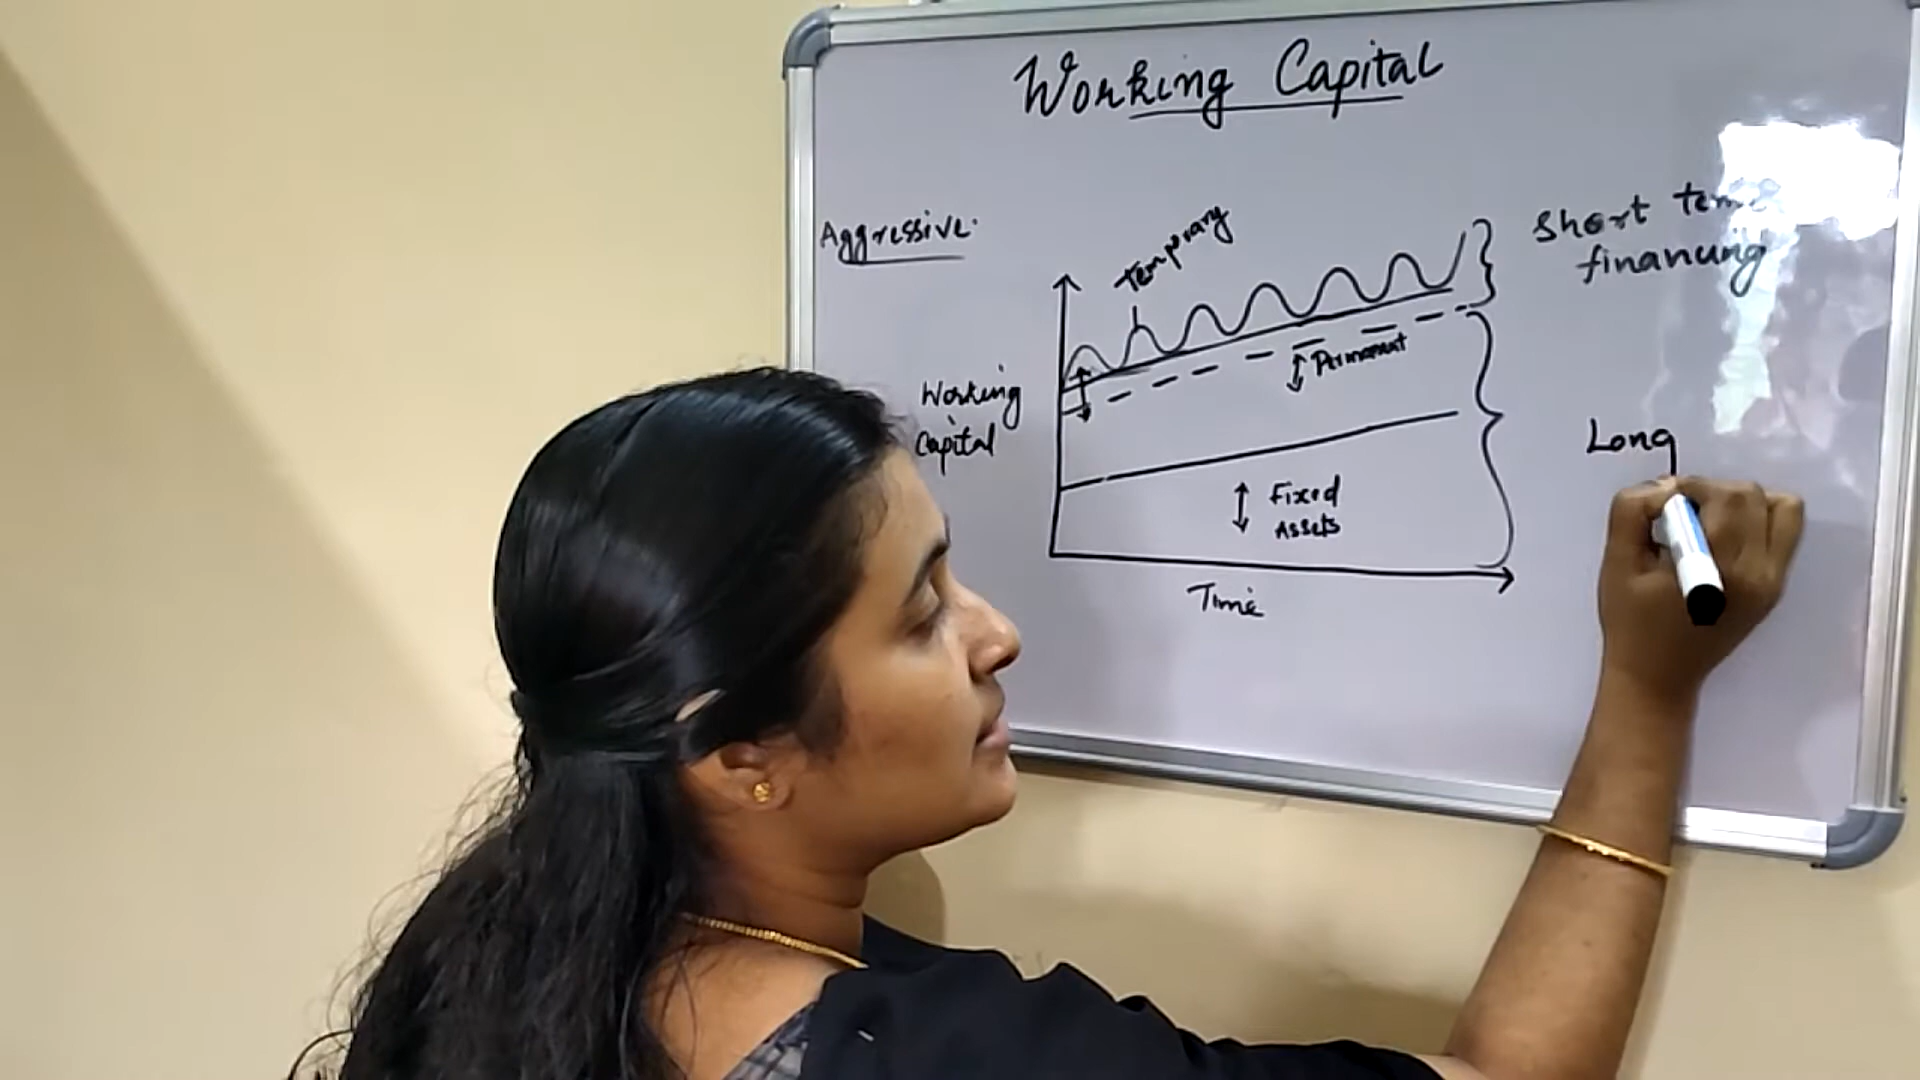 Working Capital
Aggressive.
Temporary
Short term
financing
Permanent
Working
Capital
Long
Fixed
Assets
Time